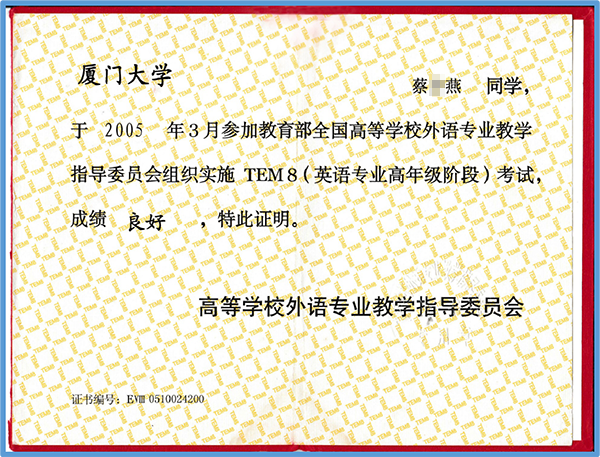 厦门大学
蔡 燕 同学，
于 2005 年3月参加教育部全国高等学校外语专业教学
指导委员会组织实施 TEM8（英语专业高年级阶段）考试，
成绩 良好 ，特此证明。
高等学校外语专业教学指导委员会
证书编号：EⅧ 0510024200